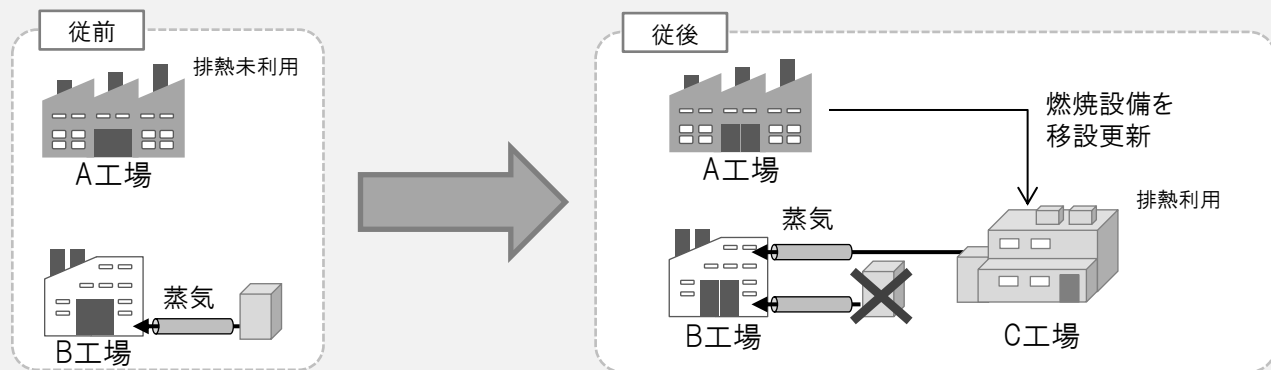 従前
排熱未利用
A工場
蒸気
B工場
従後
A工場
燃焼設備を
移設更新
排熱利用
蒸気
B工場
C工場